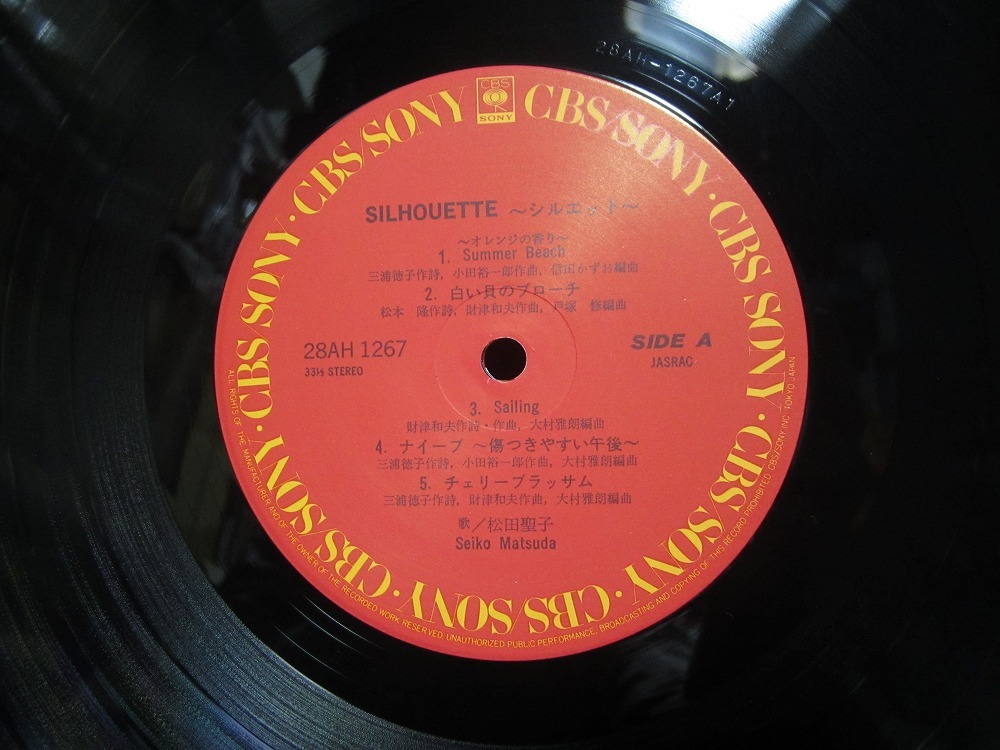 28AH-1267A1
CBS
SONY
CBS/SONY · CBS SONY · CBS/SONY · CBS/SONY · CBS/SONY · CBS/SONY · CBS/SONY · CBS/SONY
SILHOUETTE ～シルエット～
～オレンジの香り～
1. Summer Beach
三浦徳子作詩, 小田裕一郎作曲, 信田かずお編曲
2. 白い貝のブローチ
松本 隆作詩, 財津和夫作曲, 戸塚 修編曲
28AH 1267
33⅓ STEREO
SIDE A
JASRAC
3. Sailing
財津和夫作詩・作曲, 大村雅朗編曲
4. ナイーブ ～傷つきやすい午後～
三浦徳子作詩, 小田裕一郎作曲, 大村雅朗編曲
5. チェリーブラッサム
三浦徳子作詩, 財津和夫作曲, 大村雅朗編曲
歌／松田聖子
Seiko Matsuda
ALL RIGHTS OF THE MANUFACTURER AND OF THE OWNER OF THE RECORDED WORK RESERVED. UNAUTHORIZED PUBLIC PERFORMANCE, BROADCASTING AND COPYING OF THIS RECORD PROHIBITED CBS/SONY INC. TOKYO JAPAN